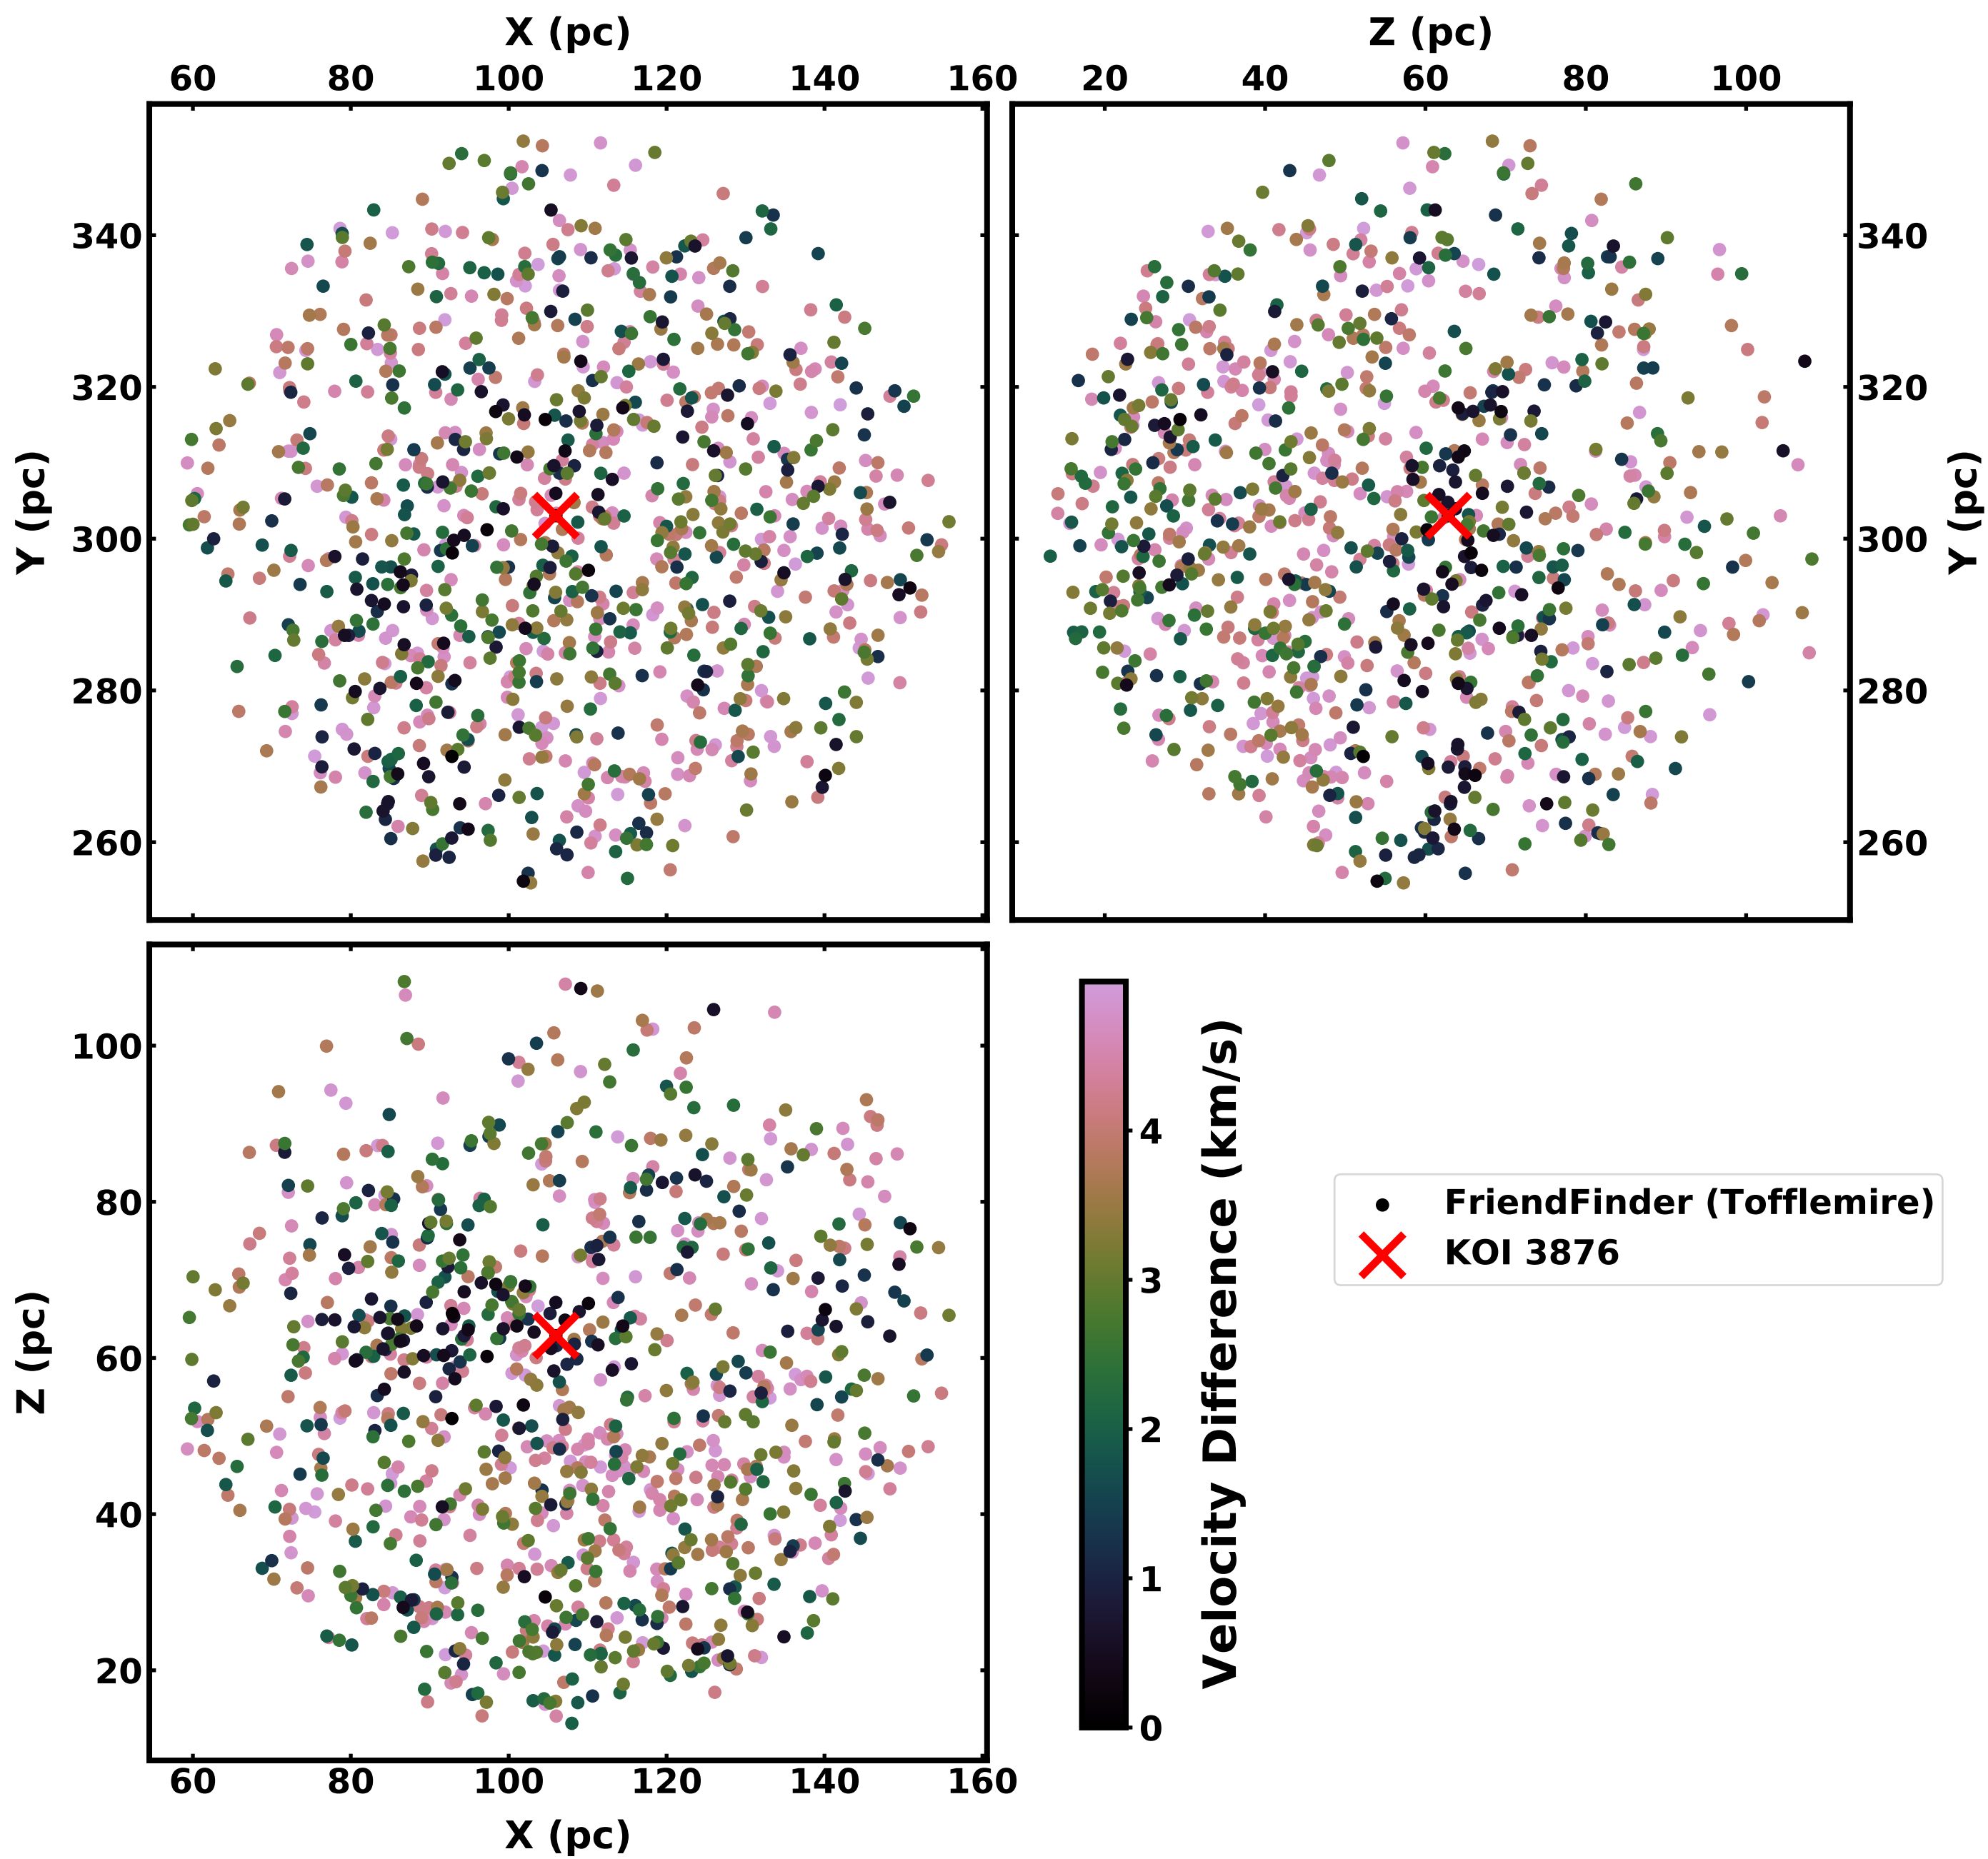 X (pc)
Z (pc)
60 80 100 120 140 160
20 40 60 80 100
340
320
300
280
260
Y (pc)
340
320
300
280
260
Y (pc)
100
80
60
40
20
Z (pc)
60 80 100 120 140 160
X (pc)
4
3
2
1
0
Velocity Difference (km/s)
FriendFinder (Tofflemire)
KOI 3876